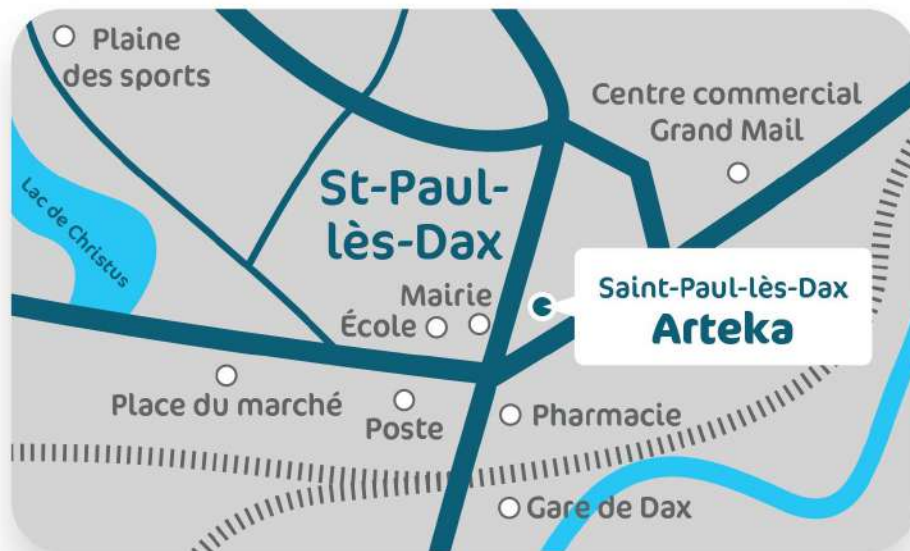 Plaine
des sports
Centre commercial
Grand Mail
Lac de Christus
St-Paul-
lès-Dax
Saint-Paul-lès-Dax
Arteka
Mairie
École
Place du marché
Poste
Pharmacie
Gare de Dax